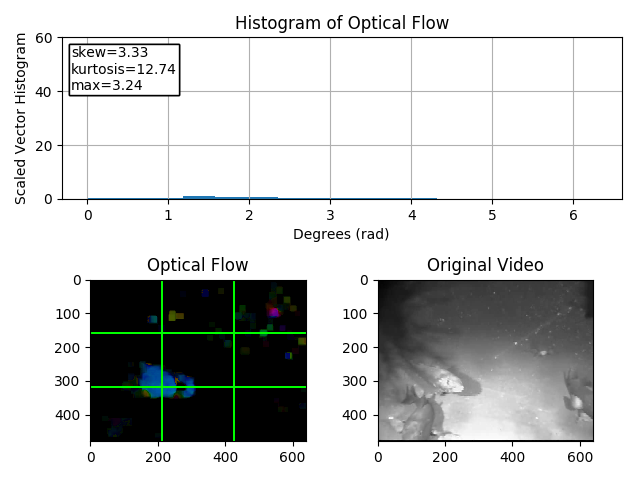 Histogram of Optical Flow
Scaled Vector Histogram
60
40
20
0
skew=3.33
kurtosis=12.74
max=3.24
0 1 2 3 4 5 6
Degrees (rad)
Optical Flow
0
100
200
300
400
0 200 400 600
Original Video
0
100
200
300
400
0 200 400 600